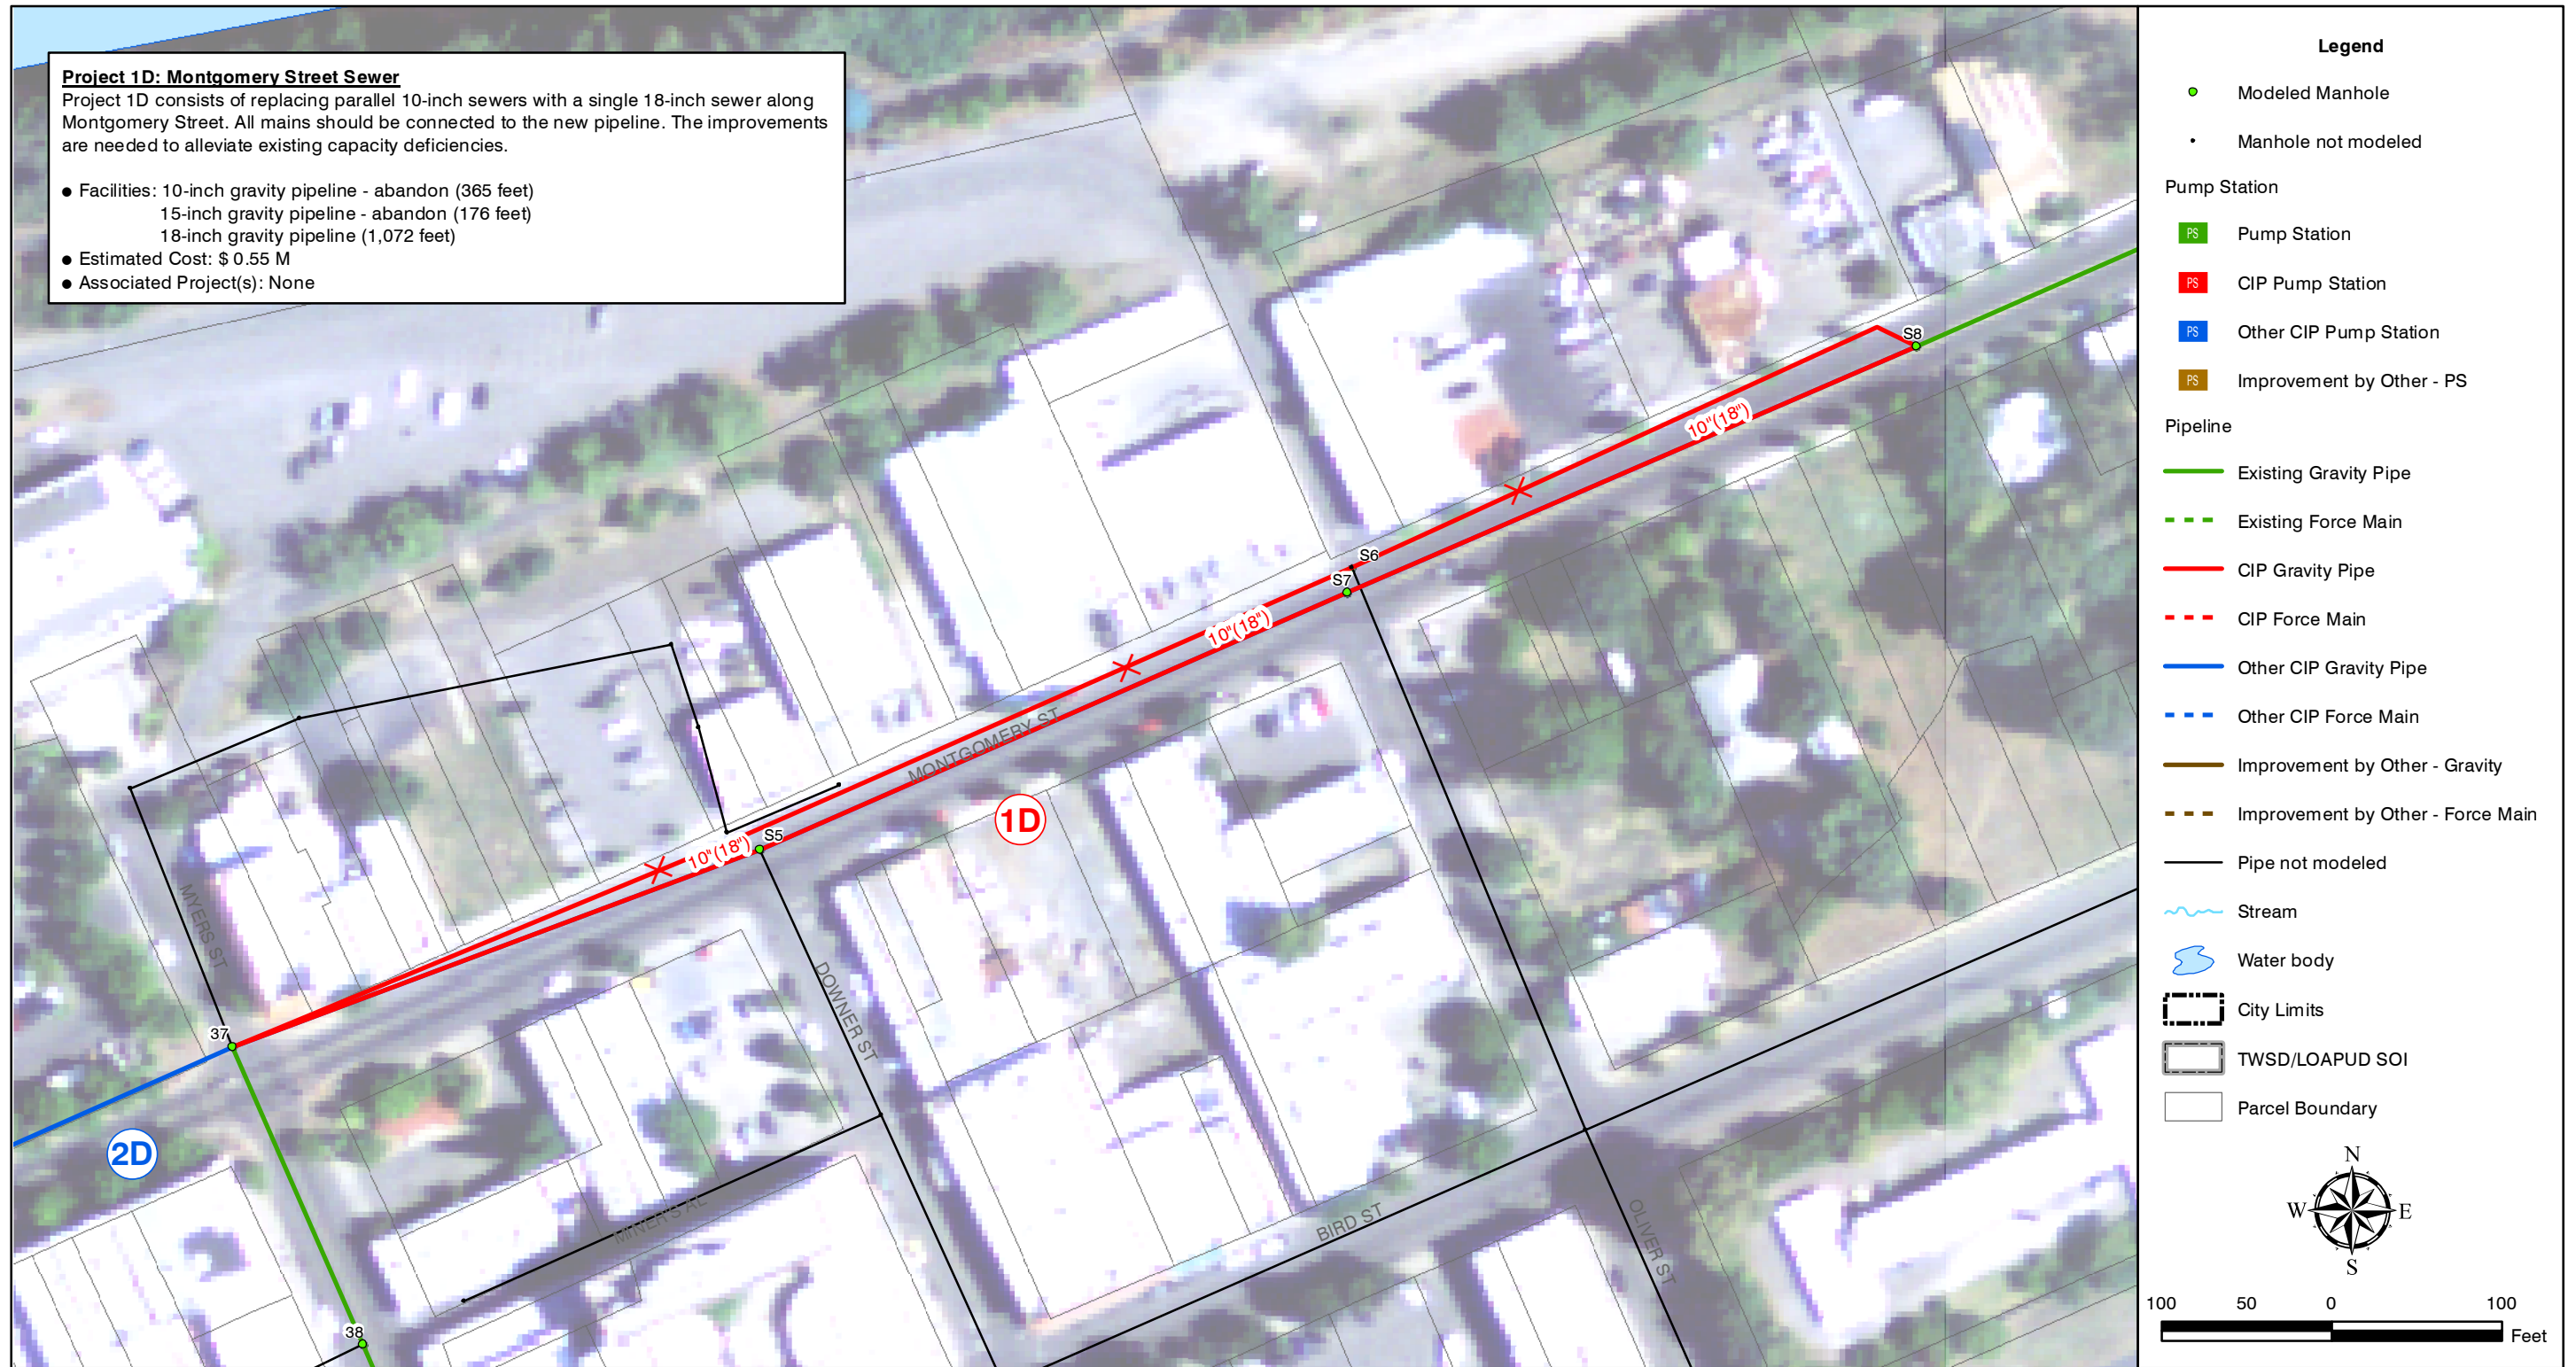 Project 1D: Montgomery Street Sewer
Project 1D consists of replacing parallel 10-inch sewers with a single 18-inch sewer along
Montgomery Street. All mains should be connected to the new pipeline. The improvements
are needed to alleviate existing capacity deficiencies.
● Facilities: 10-inch gravity pipeline - abandon (365 feet)
15-inch gravity pipeline - abandon (176 feet)
18-inch gravity pipeline (1,072 feet)
● Estimated Cost: $ 0.55 M
● Associated Project(s): None
S8
10"(18")
S6
S7
10"(18")
MONTGOMERY ST
1D
S5
10"(18")
MYERS ST
DOWNER ST
37
2D
MINER'S AL
BIRD ST
OLIVER ST
38
Legend
Modeled Manhole
Manhole not modeled
Pump Station
PS Pump Station
PS CIP Pump Station
PS Other CIP Pump Station
PS Improvement by Other - PS
Pipeline
Existing Gravity Pipe
Existing Force Main
CIP Gravity Pipe
CIP Force Main
Other CIP Gravity Pipe
Other CIP Force Main
Improvement by Other - Gravity
Improvement by Other - Force Main
Pipe not modeled
Stream
Water body
City Limits
TWSD/LOAPUD SOI
Parcel Boundary
N
W E
S
100 50 0 100
Feet